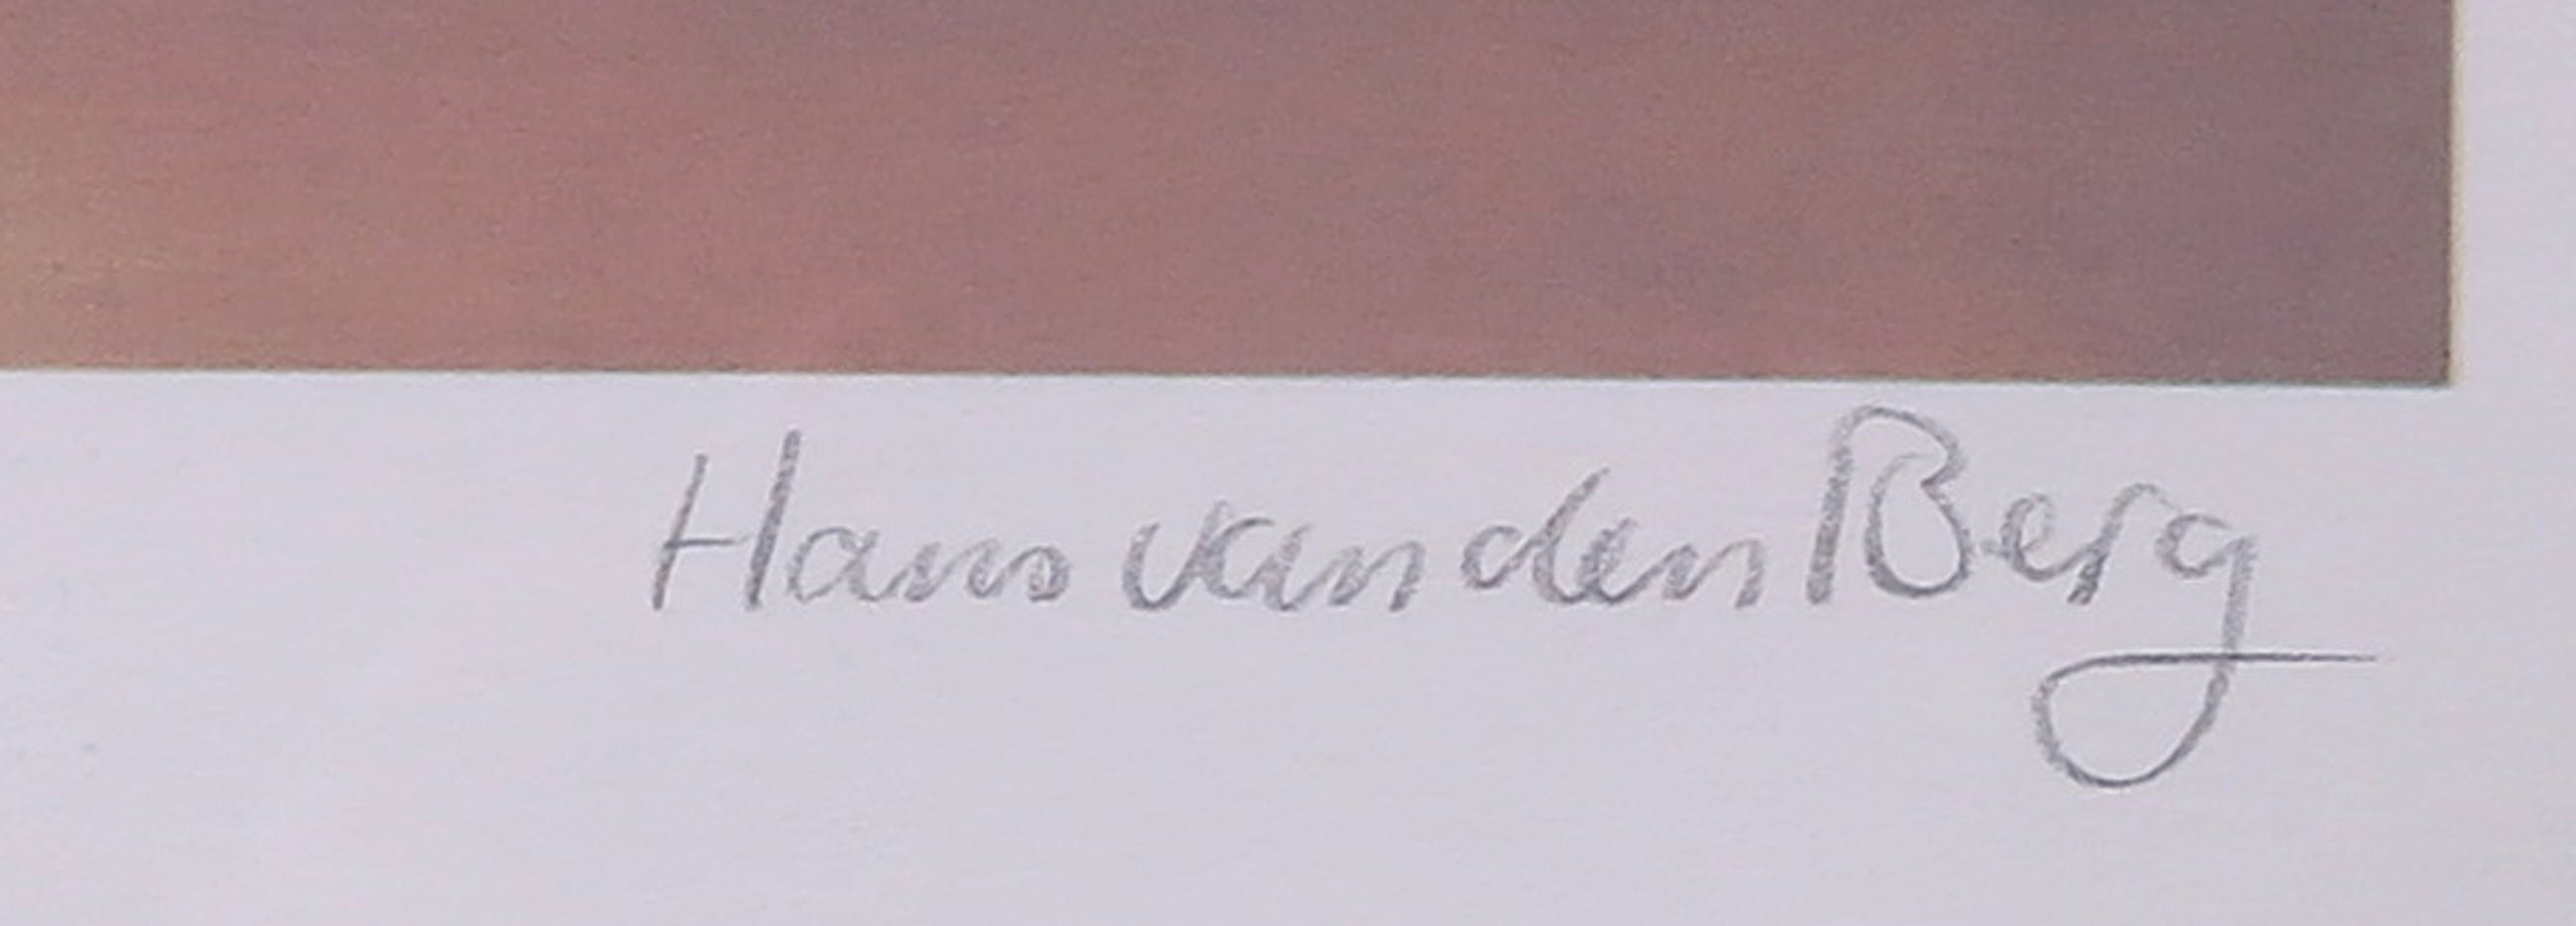 Hans van den Berg